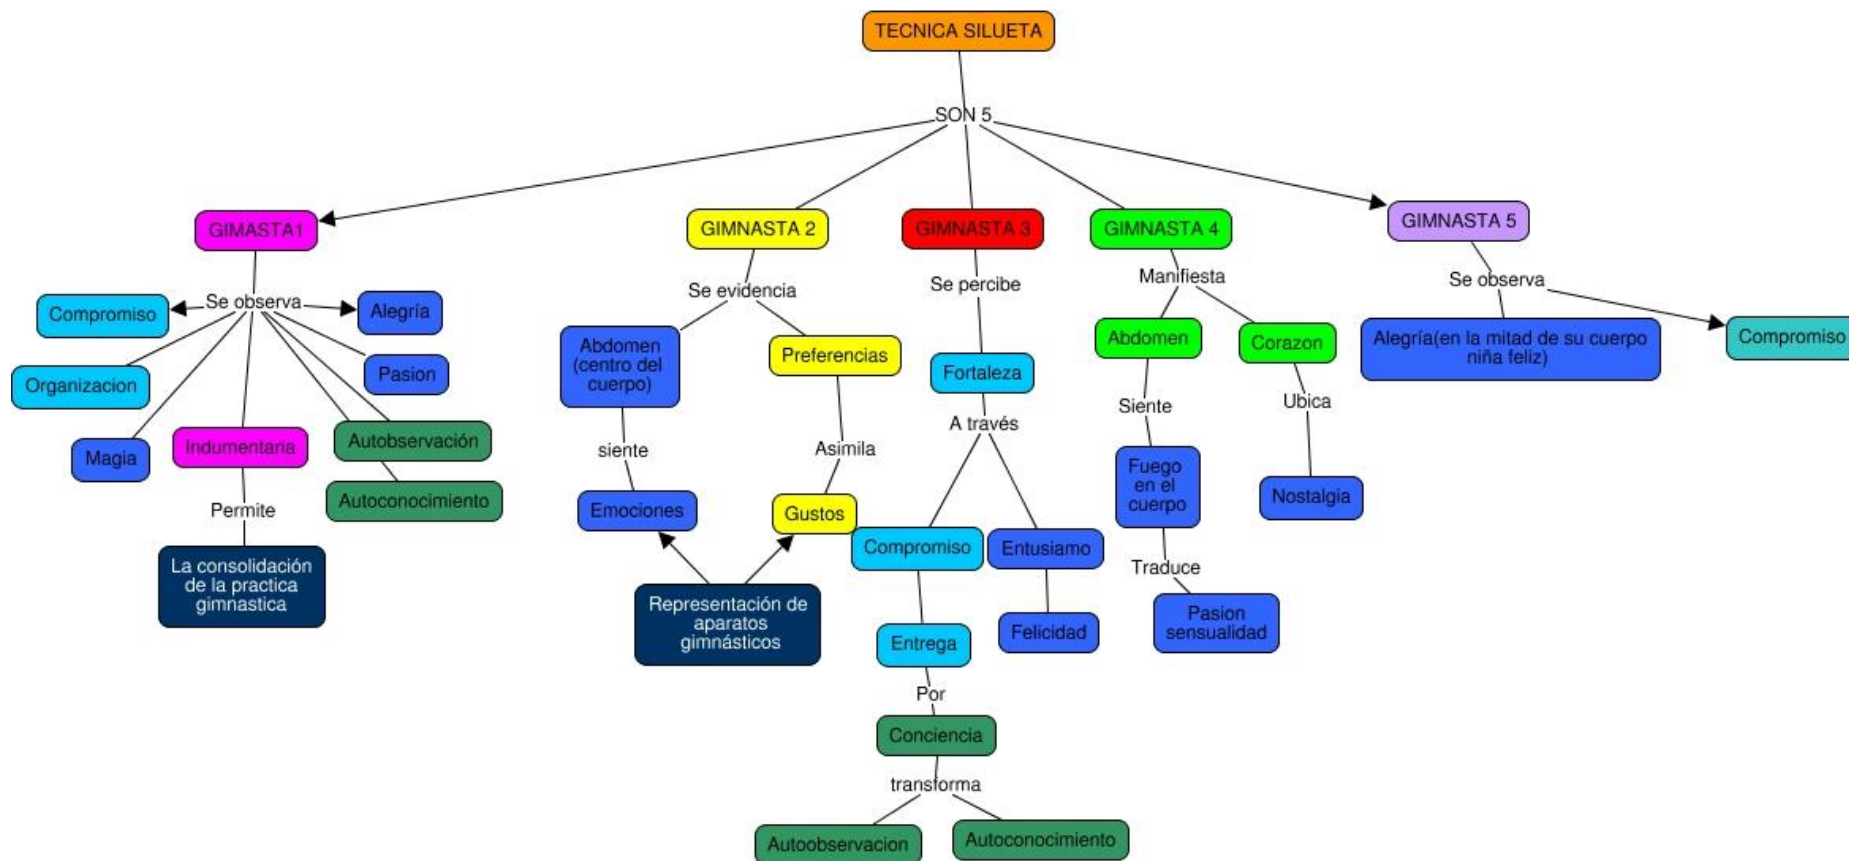 TECNICA SILUETA
SON 5
GIMASTA1
GIMNASTA 2
GIMNASTA 3
GIMNASTA 4
GIMNASTA 5
Se observa
Compromiso
Alegría
Organizacion
Pasion
Magia
Indumentaria
Autobservación
Autoconocimiento
Permite
La consolidación
de la practica
gimnastica
Se evidencia
Abdomen
(centro del
cuerpo)
Preferencias
siente
Asimila
Emociones
Gustos
Representación de
aparatos
gimnásticos
Se percibe
Fortaleza
A través
Compromiso
Entusiamo
Entrega
Felicidad
Por
Conciencia
transforma
Autoobservacion
Autoconocimiento
Manifiesta
Abdomen
Corazon
Siente
Ubica
Fuego
en el
cuerpo
Nostalgia
Traduce
Pasion
sensualidad
Se observa
Alegría(en la mitad de su cuerpo
niña feliz)
Compromiso